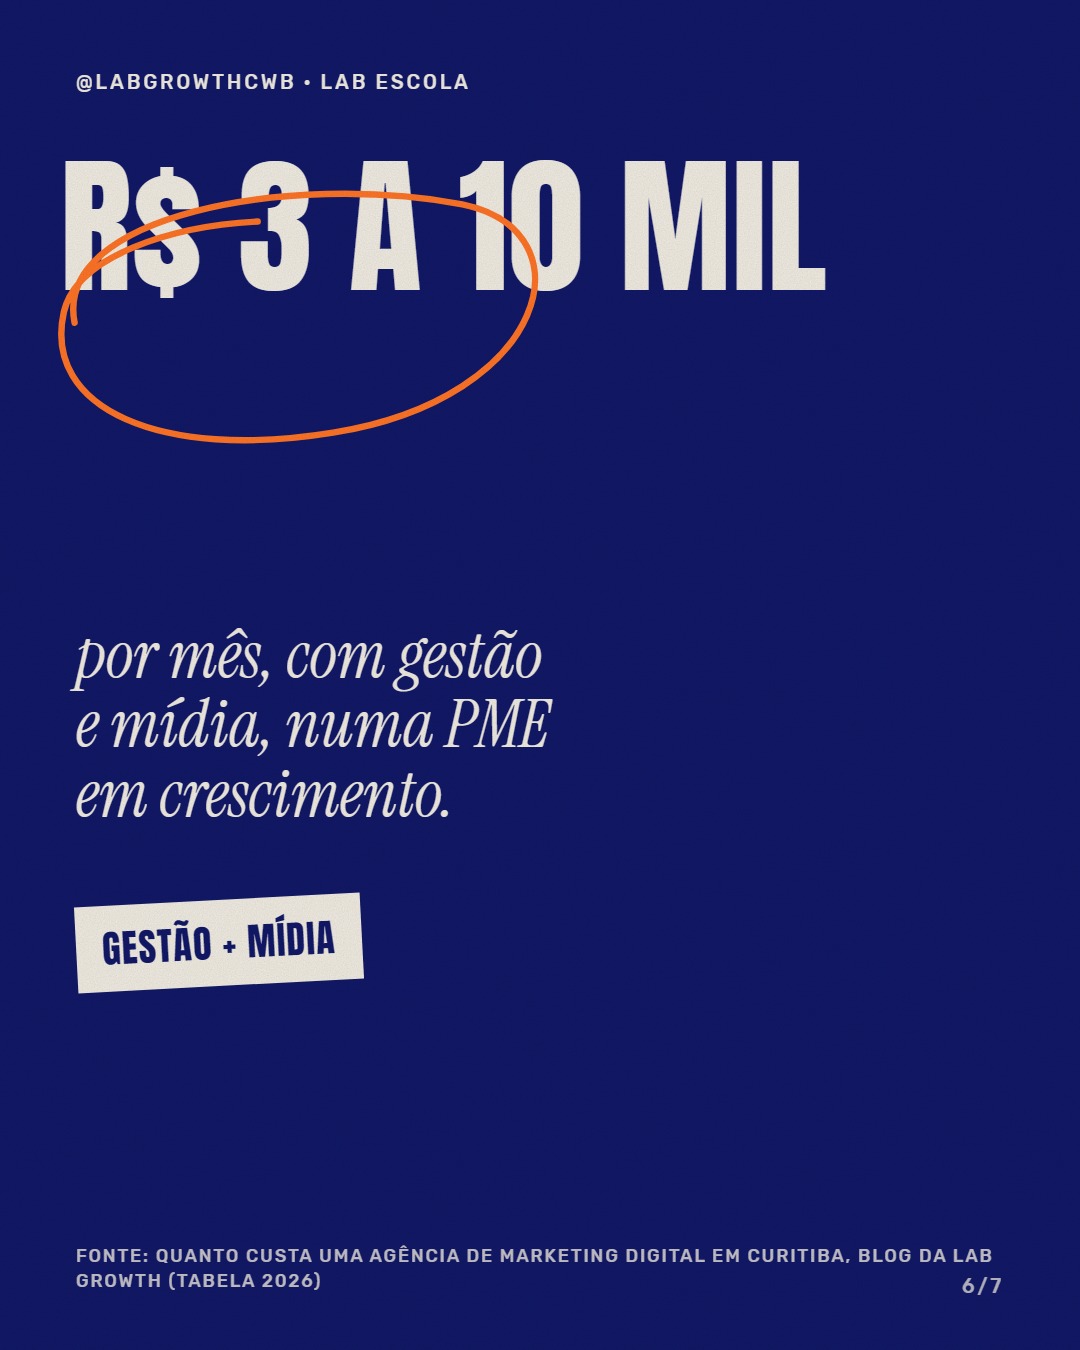 @LABGROWTHCWB • LAB ESCOLA
R$ 3 A 10 MIL
por mês, com gestão
e mídia, numa PME
em crescimento.
GESTÃO + MÍDIA
FONTE: QUANTO CUSTA UMA AGÊNCIA DE MARKETING DIGITAL EM CURITIBA, BLOG DA LAB
GROWTH (TABELA 2026)
6/7